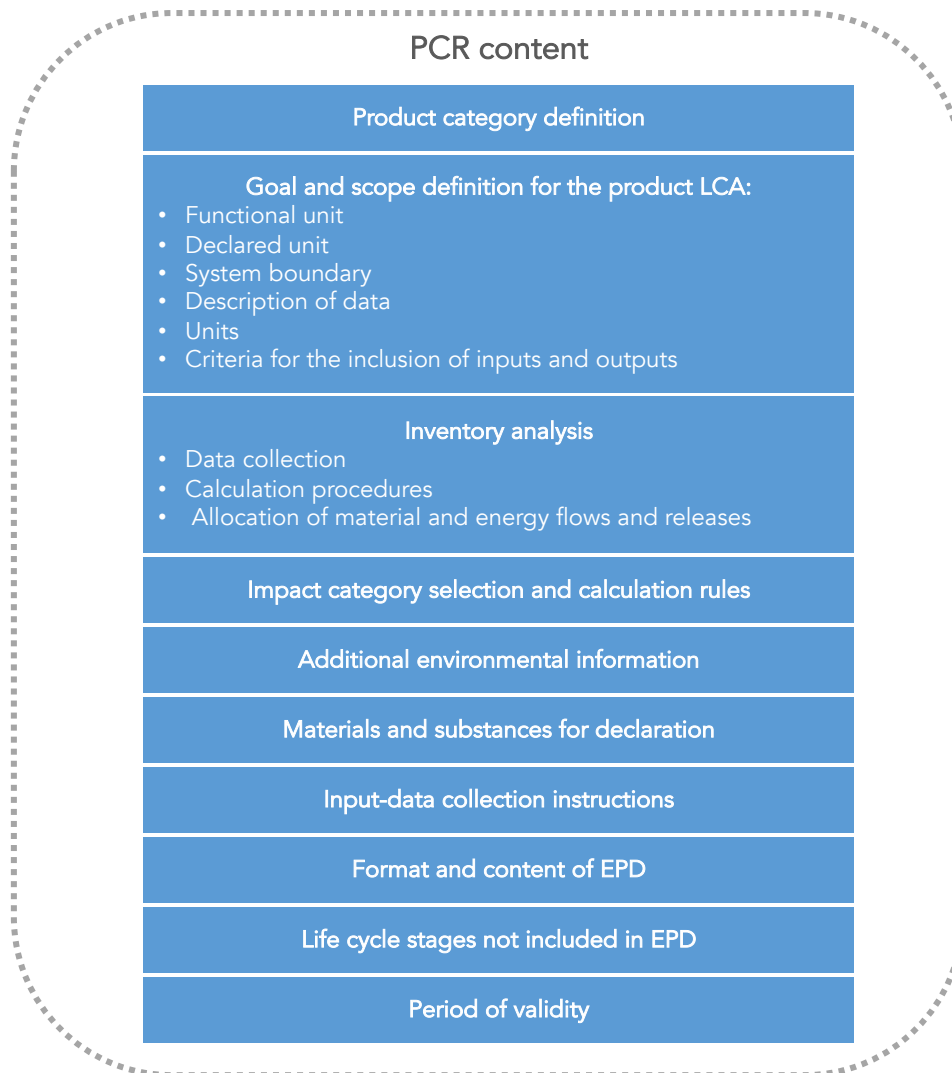 PCR content
Product category definition
Goal and scope definition for the product LCA:
• Functional unit
• Declared unit
• System boundary
• Description of data
• Units
• Criteria for the inclusion of inputs and outputs
Inventory analysis
• Data collection
• Calculation procedures
• Allocation of material and energy flows and releases
Impact category selection and calculation rules
Additional environmental information
Materials and substances for declaration
Input-data collection instructions
Format and content of EPD
Life cycle stages not included in EPD
Period of validity